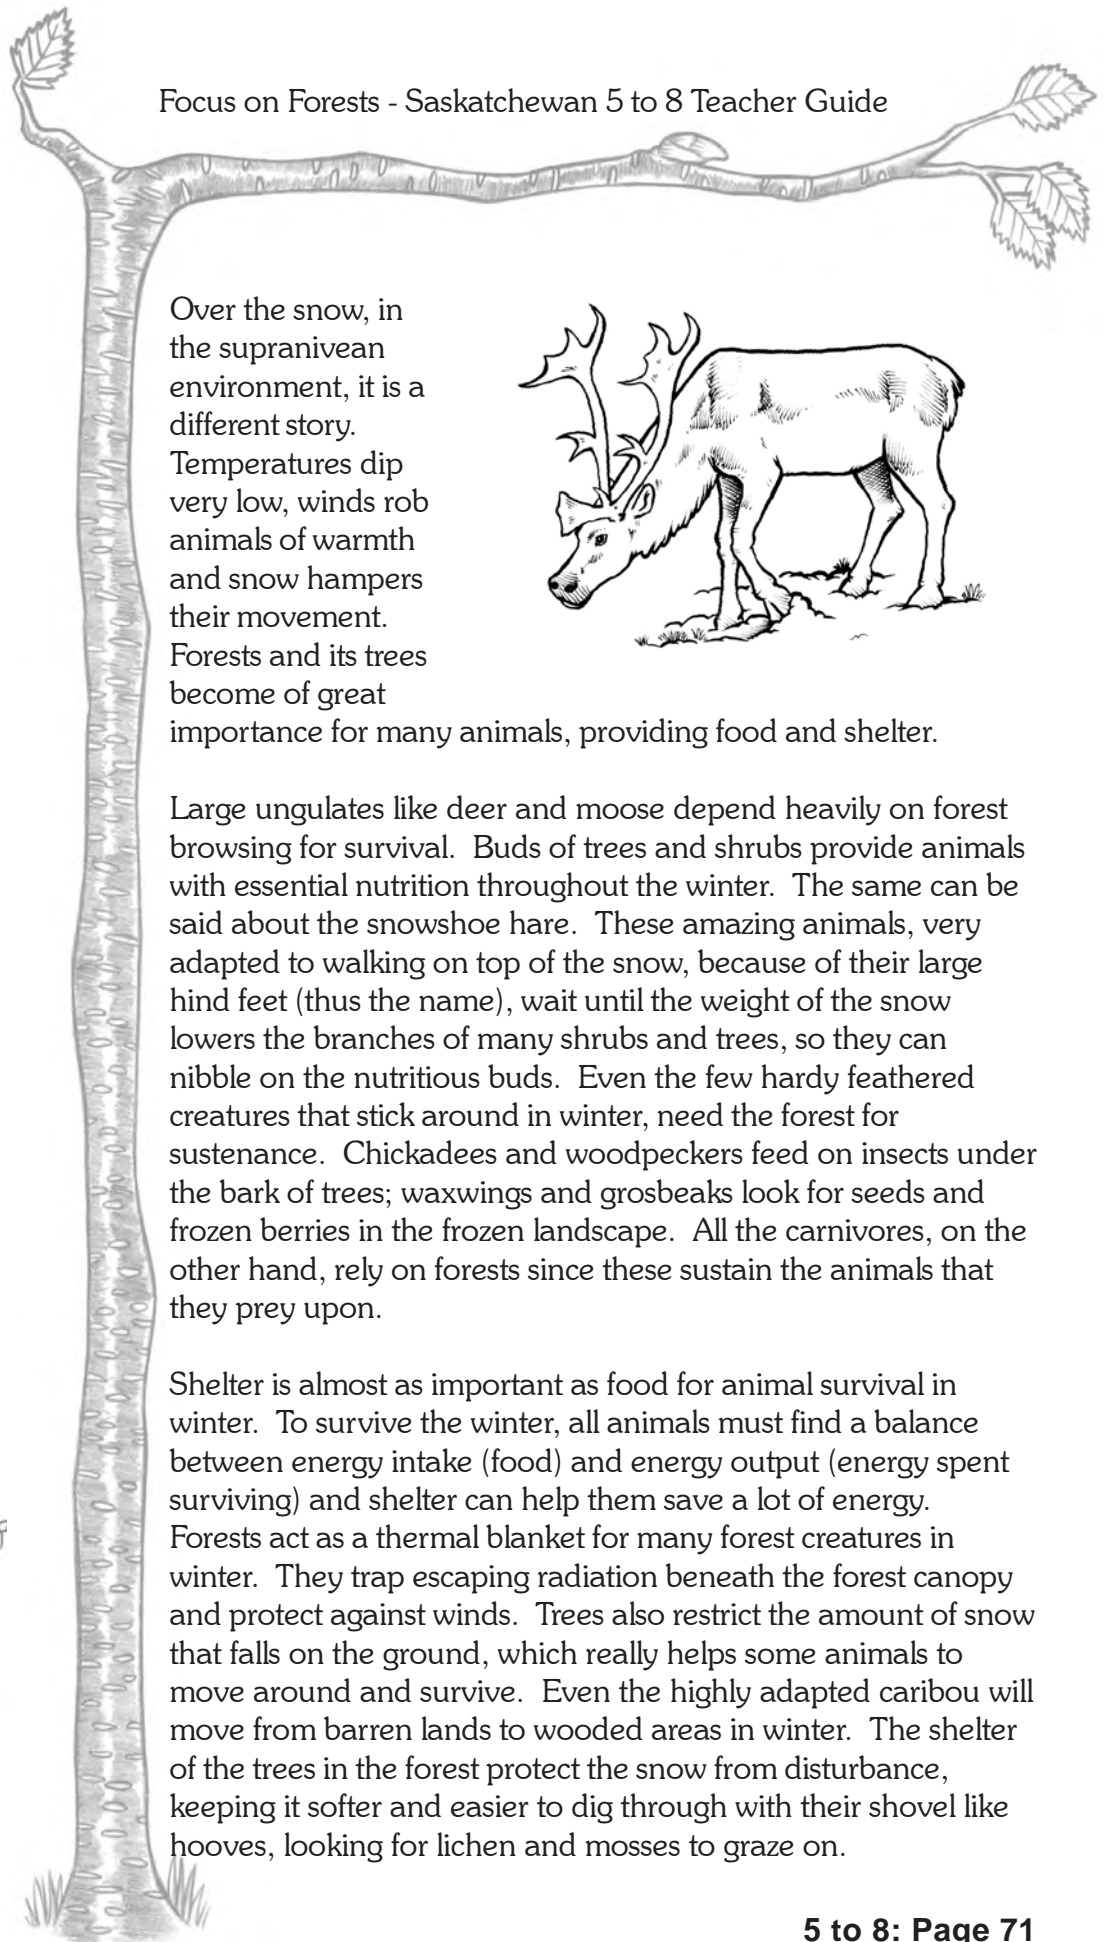 Focus on Forests - Saskatchewan 5 to 8 Teacher Guide
Over the snow, in
the supranivean
environment, it is a
different story.
Temperatures dip
very low, winds rob
animals of warmth
and snow hampers
their movement.
Forests and its trees
become of great
importance for many animals, providing food and shelter.
Large ungulates like deer and moose depend heavily on forest
browsing for survival.  Buds of trees and shrubs provide animals
with essential nutrition throughout the winter.  The same can be
said about the snowshoe hare.  These amazing animals, very
adapted to walking on top of the snow, because of their large
hind feet (thus the name), wait until the weight of the snow
lowers the branches of many shrubs and trees, so they can
nibble on the nutritious buds.  Even the few hardy feathered
creatures that stick around in winter, need the forest for
sustenance.  Chickadees and woodpeckers feed on insects under
the bark of trees; waxwings and grosbeaks look for seeds and
frozen berries in the frozen landscape.  All the carnivores, on the
other hand, rely on forests since these sustain the animals that
they prey upon.
Shelter is almost as important as food for animal survival in
winter.  To survive the winter, all animals must find a balance
between energy intake (food) and energy output (energy spent
surviving) and shelter can help them save a lot of energy.
Forests act as a thermal blanket for many forest creatures in
winter.  They trap escaping radiation beneath the forest canopy
and protect against winds.  Trees also restrict the amount of snow
that falls on the ground, which really helps some animals to
move around and survive.  Even the highly adapted caribou will
move from barren lands to wooded areas in winter.  The shelter
of the trees in the forest protect the snow from disturbance,
keeping it softer and easier to dig through with their shovel like
hooves, looking for lichen and mosses to graze on.
5 to 8: Page 71